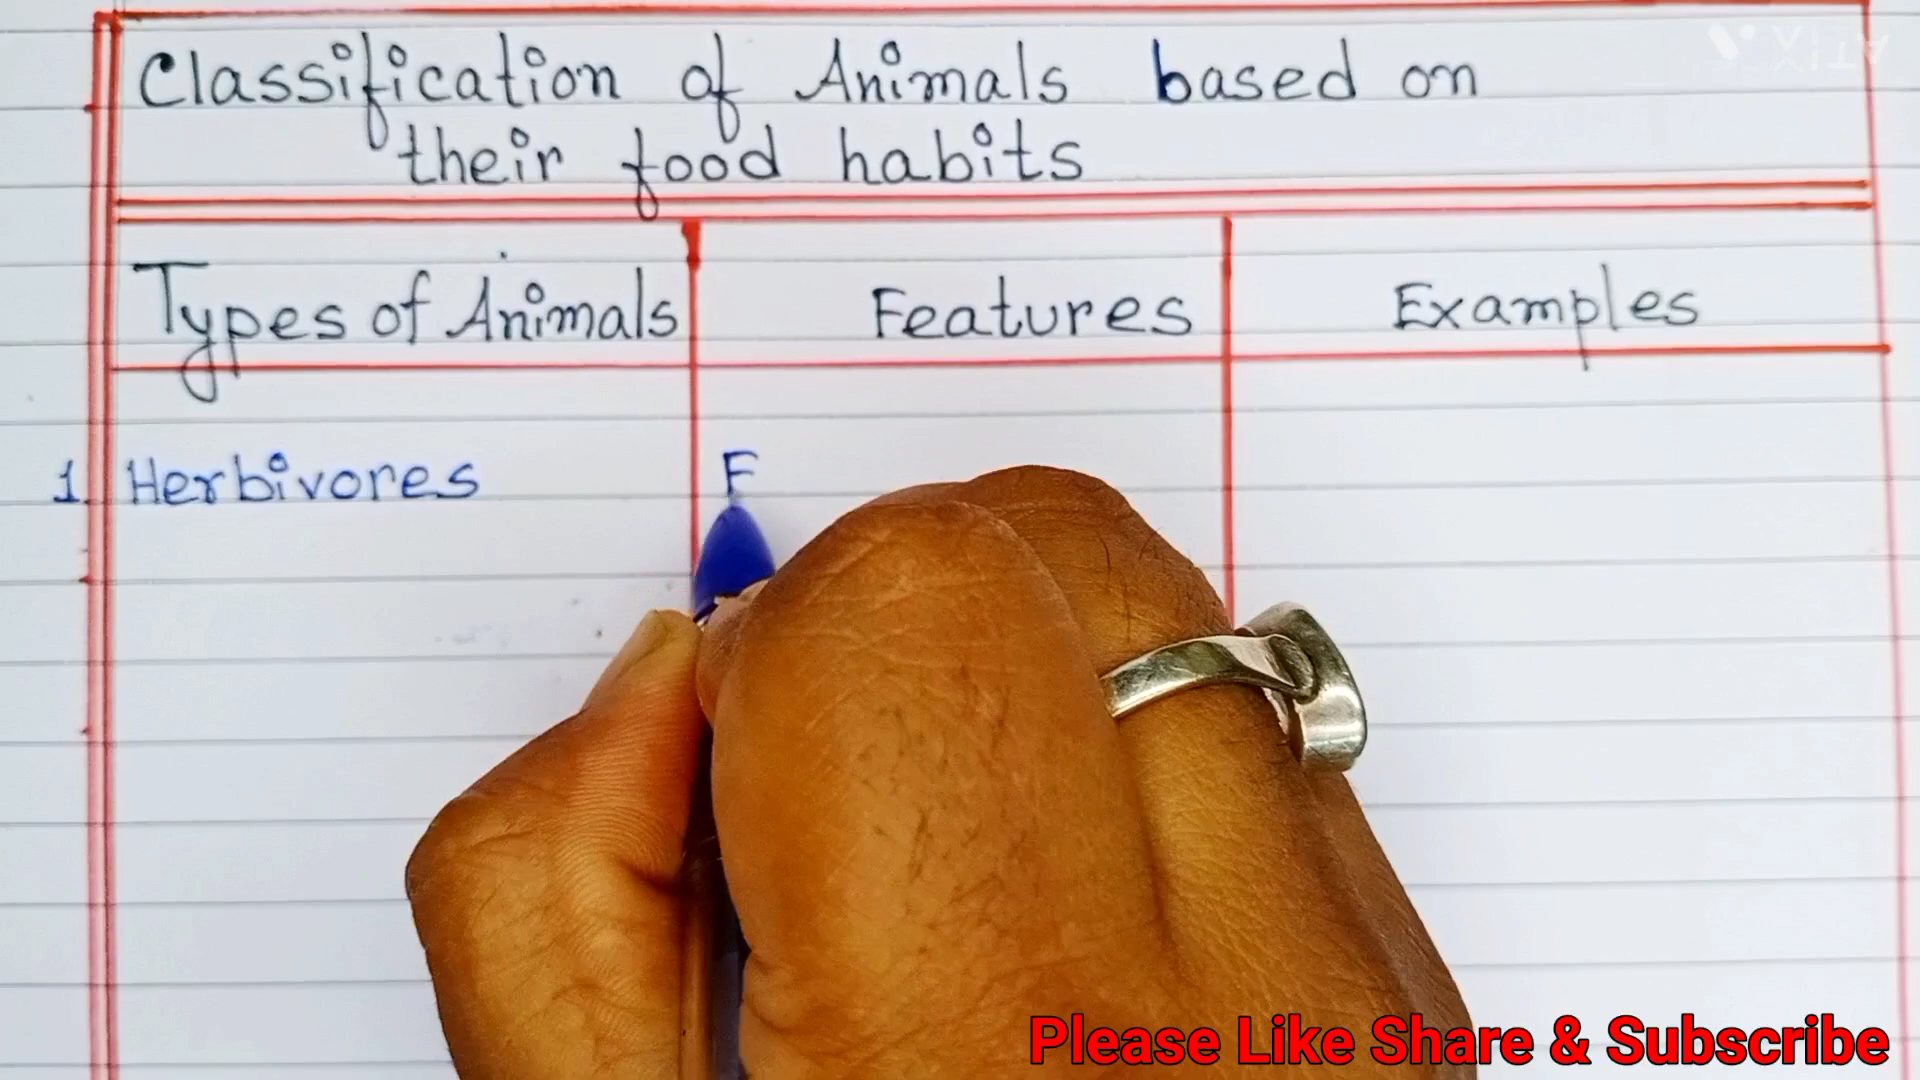 Classification of Animals based on
their food habits
Types of Animals Features Examples
1. Herbivores F
Please Like Share & Subscribe